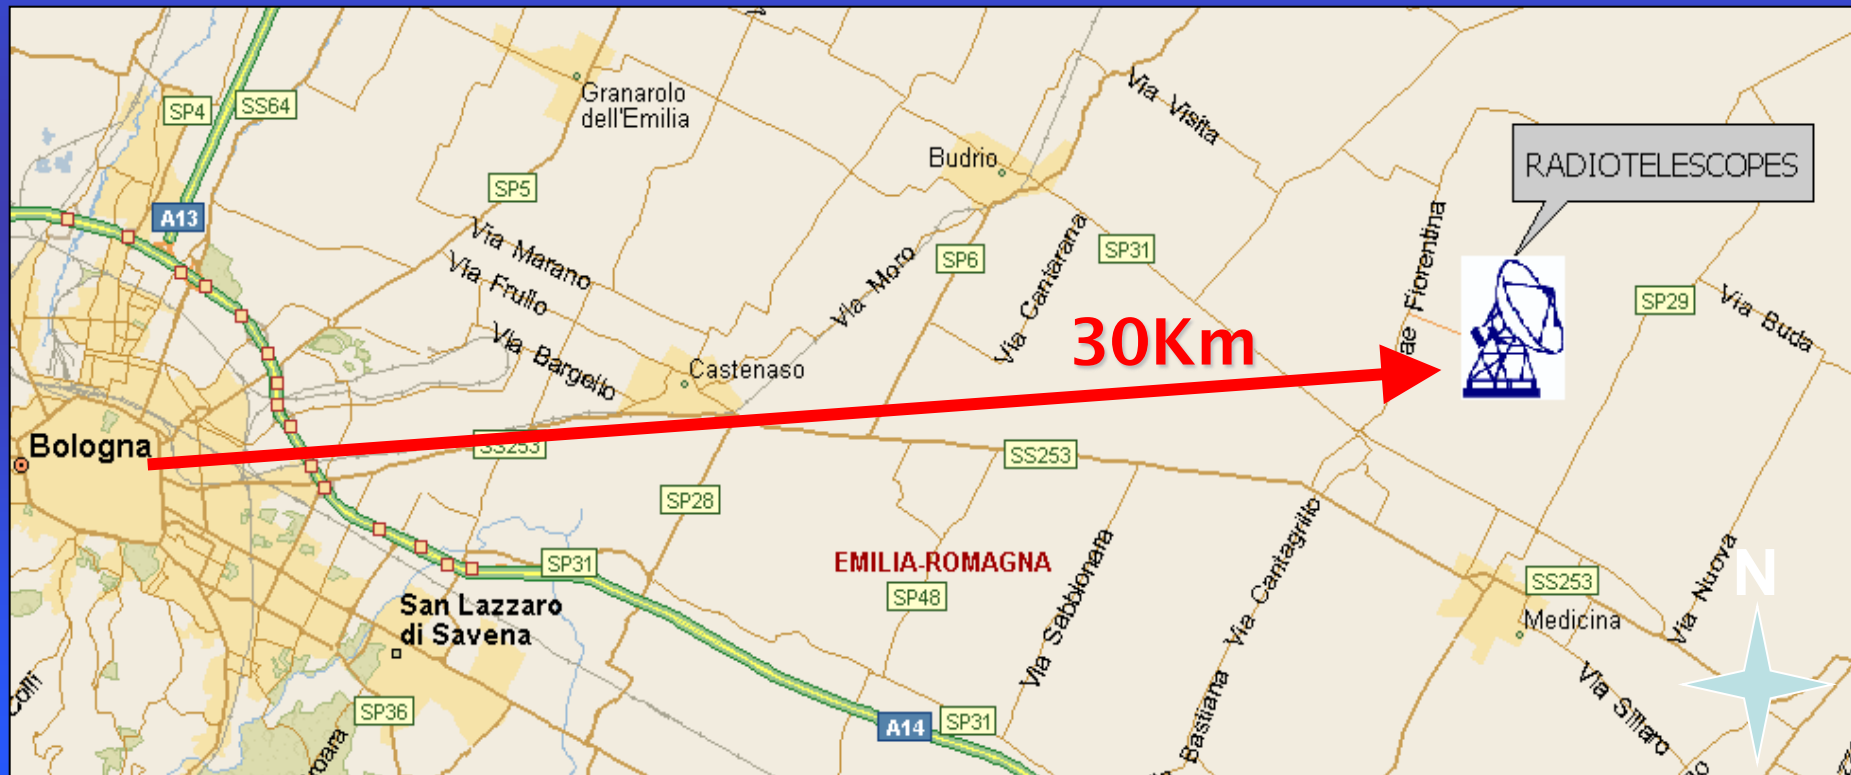 Granarolo
dell'Emilia
SP4
SS64
Via Visita
Budrio
RADIOTELESCOPES
SP5
A13
Via Marano
Via Frullo
Via Moro
SP6
Via Cantarana
SP31
Fiorentina
SP29
Via Buda
30Km
Via Bargello
Castenaso
Bologna
SS253
SS253
SP28
Via Cantagrillo
SP31
EMILIA-ROMAGNA
SP48
Via Sabbionara
SS253
Via Nuova
N
San Lazzaro
di Savena
Medicina
Colli
SP36
A14
SP31
Bastiana
Via Sillaro